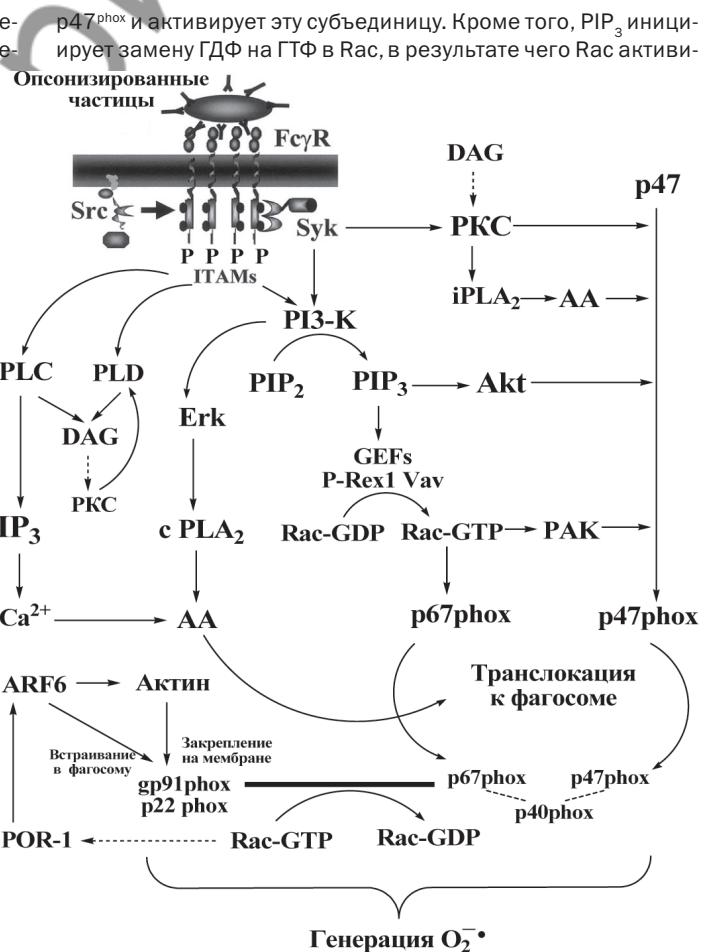 е- p47phox и активирует эту субъединицу. Кроме того, PIP3 иници-
е- ирует замену ГДФ на ГТФ в Rac, в результате чего Rac активи-
Опсонизированные
частицы
FcγR
DAG
p47
Src
Syk
РКС
P P P P
ITAMs
iPLA2
AA
PI3-K
PLC
PLD
PIP2
PIP3
Akt
Erk
DAG
GEFs
P-Rex1 Vav
РКС
IP3
c PLA2
Rac-GDP
Rac-GTP
PAK
Ca2+
AA
p67phox
p47phox
ARF6
Актин
Транслокация
к фагосоме
Встраивание
в фагосому
Закрепление
на мембране
gp91phox
p22 phox
p67phox
p47phox
p40phox
POR-1
Rac-GTP
Rac-GDP
Генерация O2−•